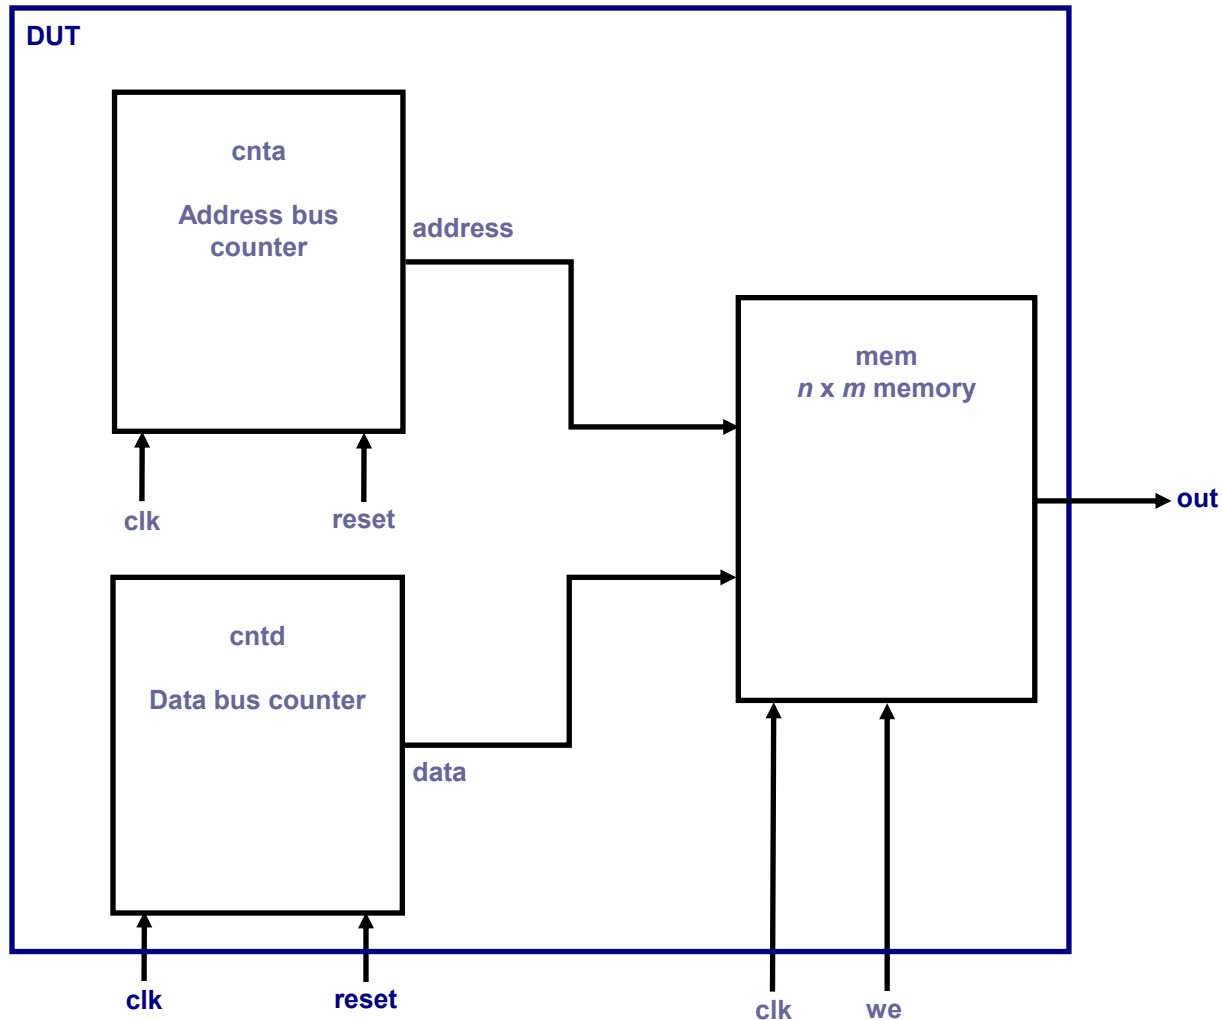 DUT
cnta
Address bus
counter
address
clk
reset
mem
n x m memory
out
cntd
Data bus counter
data
clk
reset
clk
we